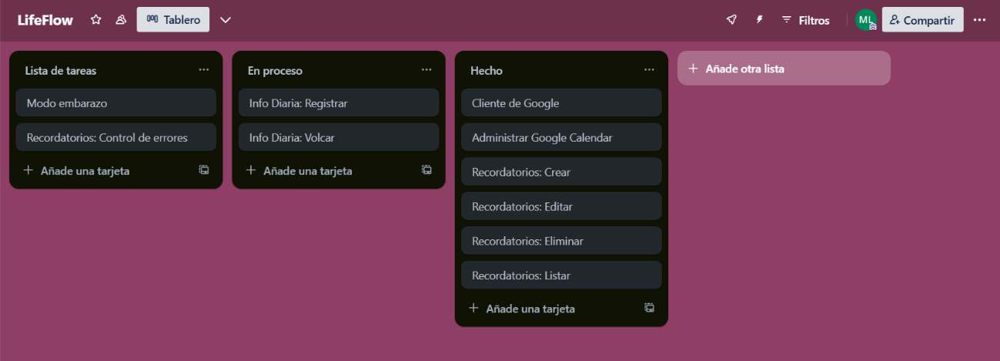 LifeFlow
Tablero
Filtros
ML
Compartir
Lista de tareas
Modo embarazo
Recordatorios: Control de errores
Añade una tarjeta
En proceso
Info Diaria: Registrar
Info Diaria: Volcar
Añade una tarjeta
Hecho
Cliente de Google
Administrar Google Calendar
Recordatorios: Crear
Recordatorios: Editar
Recordatorios: Eliminar
Recordatorios: Listar
Añade una tarjeta
Añade otra lista